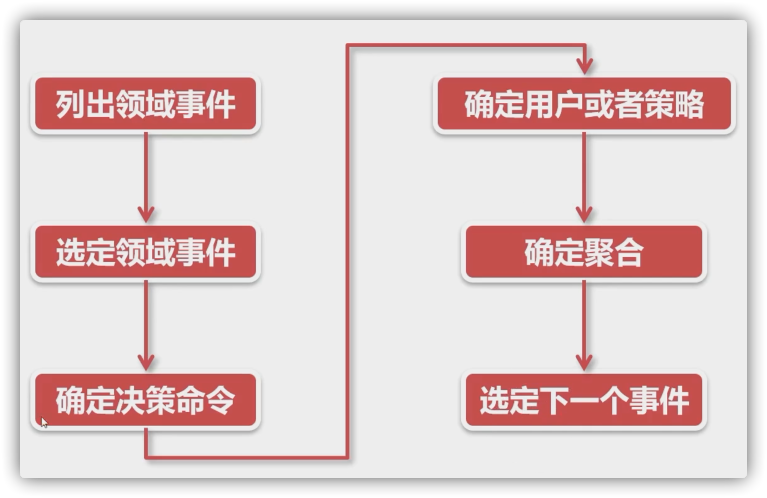 列出领域事件
选定领域事件
确定决策命令
确定用户或者策略
确定聚合
选定下一个事件